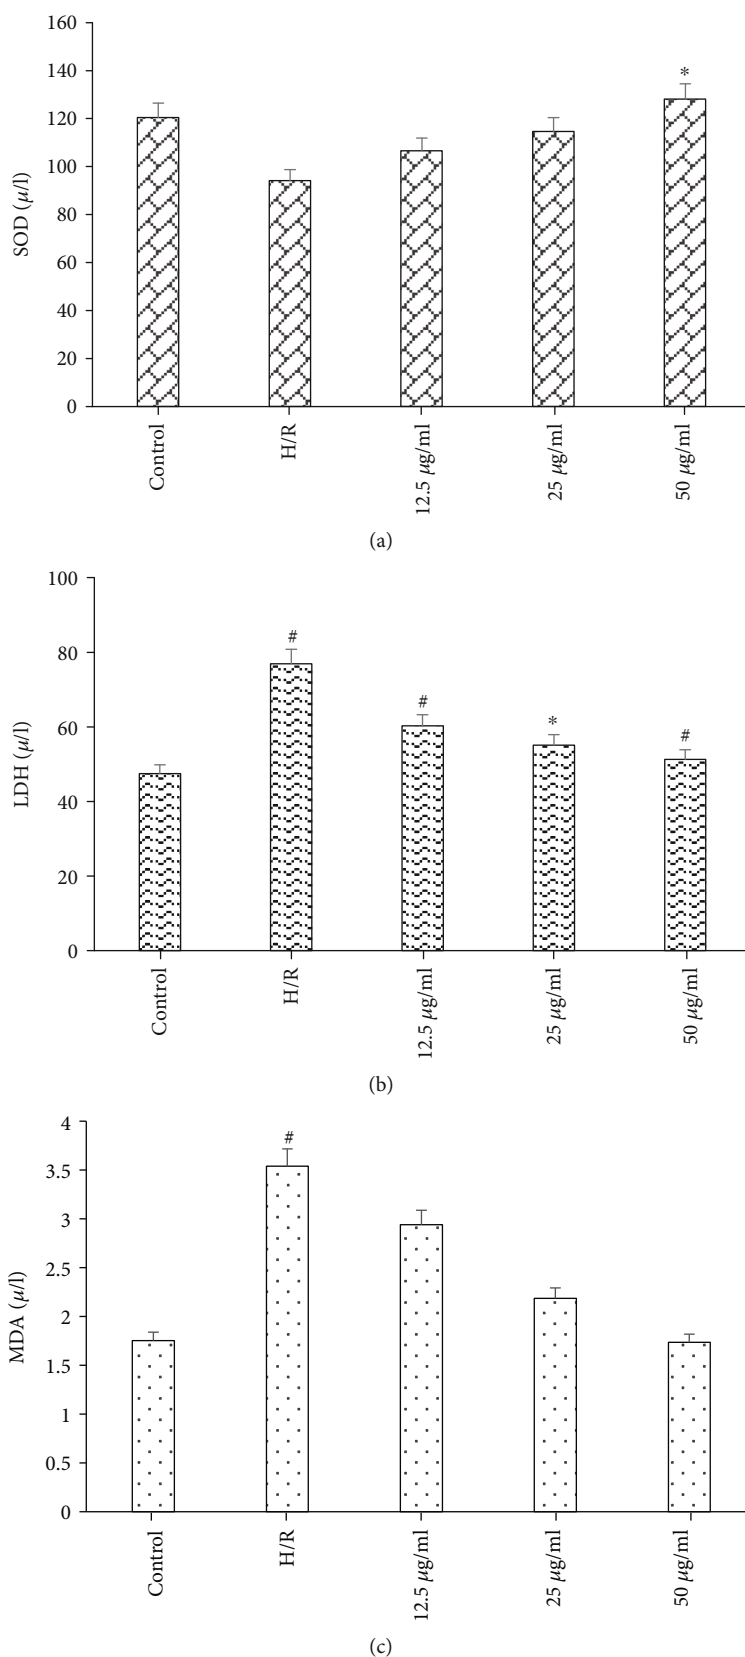 160
140
120
100
80
60
40
20
0
SOD (μ/l)
*
Control
H/R
12.5 μg/ml
25 μg/ml
50 μg/ml
(a)
100
80
60
40
20
0
LDH (μ/l)
#
#
*
#
Control
H/R
12.5 μg/ml
25 μg/ml
50 μg/ml
(b)
4
3.5
3
2.5
2
1.5
1
0.5
0
MDA (μ/l)
#
Control
H/R
12.5 μg/ml
25 μg/ml
50 μg/ml
(c)